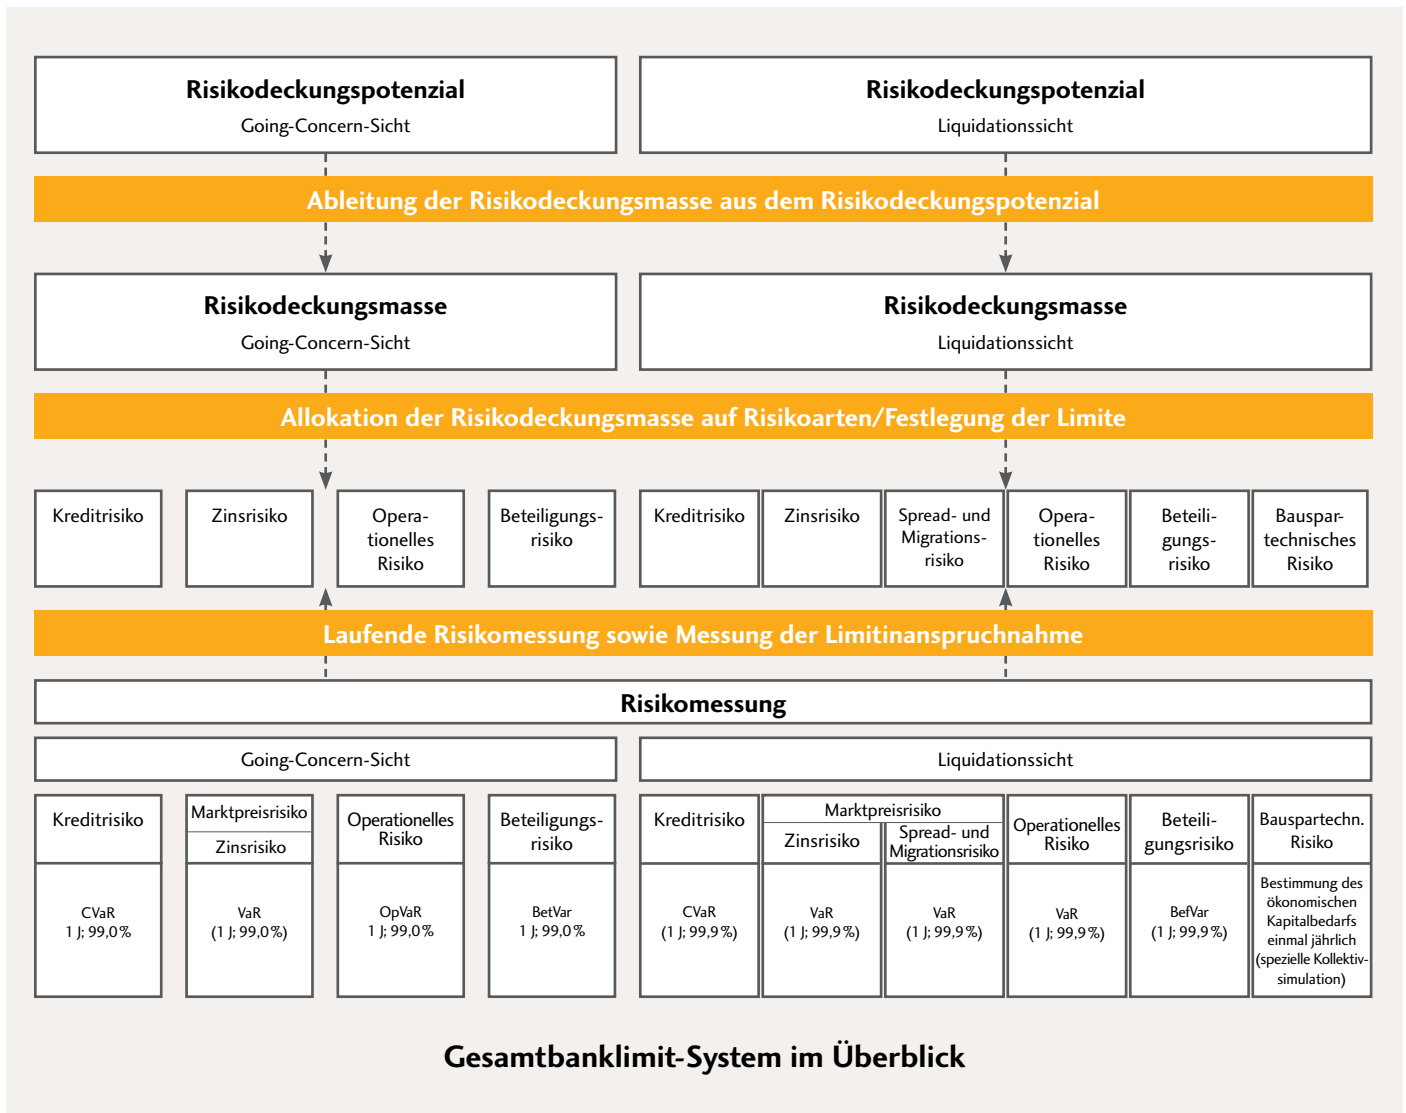 Risikodeckungspotenzial
Going-Concern-Sicht
Risikodeckungspotenzial
Liquidationssicht
Ableitung der Risikodeckungsmasse aus dem Risikodeckungspotenzial
Risikodeckungsmasse
Going-Concern-Sicht
Risikodeckungsmasse
Liquidationssicht
Allokation der Risikodeckungsmasse auf Risikoarten/Festlegung der Limite
Kreditrisiko
Zinsrisiko
Opera-
tionelles
Risiko
Beteiligungs-
risiko
Kreditrisiko
Zinsrisiko
Spread- und
Migrations-
risiko
Opera-
tionelles
Risiko
Beteili-
gungs-
risiko
Bauspar-
technisches
Risiko
Laufende Risikomessung sowie Messung der Limitinanspruchnahme
Risikomessung
Going-Concern-Sicht
Liquidationssicht
Kreditrisiko
Marktpreisrisiko
Zinsrisiko
Operationelles
Risiko
Beteiligungs-
risiko
Kreditrisiko
Marktpreisrisiko
Zinsrisiko
Spread- und
Migrationsrisiko
Operationelles
Risiko
Beteili-
gungsrisiko
Bauspartechn.
Risiko
CVaR
1 J; 99,0 %
VaR
(1 J; 99,0 %)
OpVaR
1 J; 99,0 %
BetVar
1 J; 99,0 %
CVaR
(1 J; 99,9 %)
VaR
(1 J; 99,9 %)
VaR
(1 J; 99,9 %)
VaR
(1 J; 99,9 %)
BefVar
(1 J; 99,9 %)
Bestimmung des
ökonomischen
Kapitalbedarfs
einmal jährlich
(spezielle Kollektiv-
simulation)
Gesamtbanklimit-System im Überblick